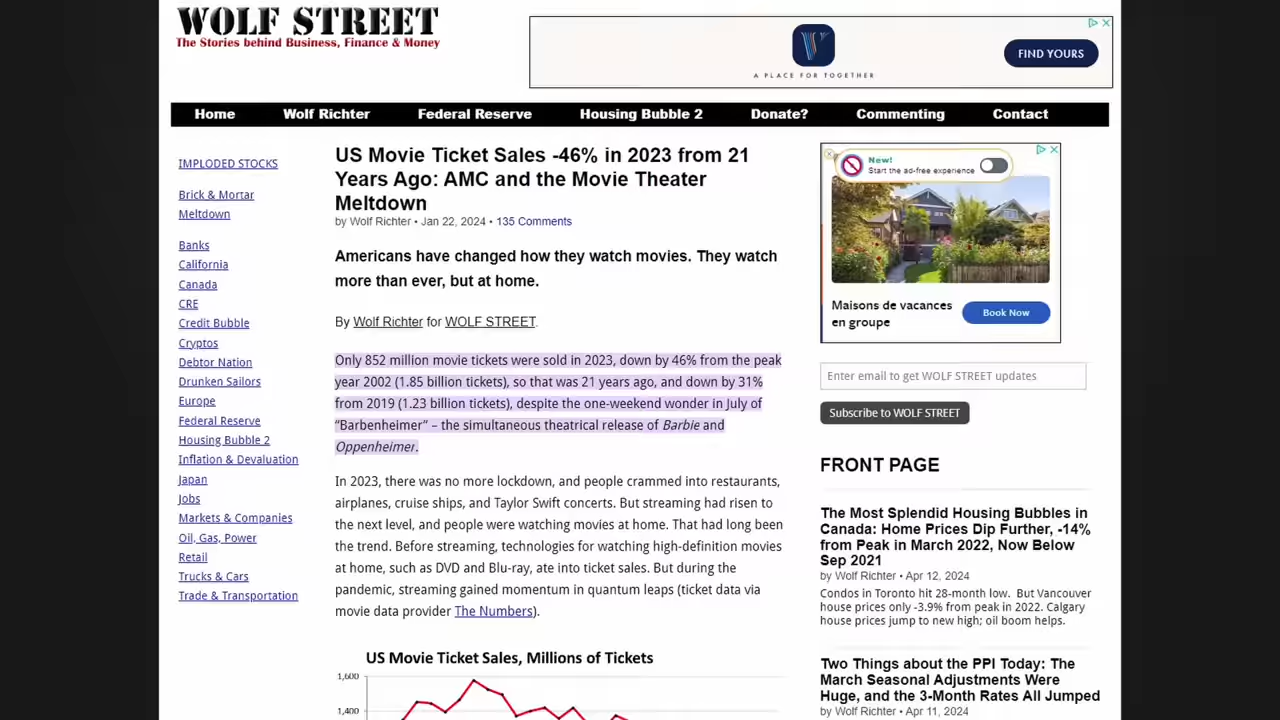 WOLF STREET
The Stories behind Business, Finance & Money
A PLACE FOR TOGETHER
FIND YOURS
Home
Wolf Richter
Federal Reserve
Housing Bubble 2
Donate?
Commenting
Contact
IMPLODED STOCKS
Brick & Mortar
Meltdown
Banks
California
Canada
CRE
Credit Bubble
Cryptos
Debtor Nation
Drunken Sailors
Europe
Federal Reserve
Housing Bubble 2
Inflation & Devaluation
Japan
Jobs
Markets & Companies
Oil, Gas, Power
Retail
Trucks & Cars
Trade & Transportation
US Movie Ticket Sales -46% in 2023 from 21
Years Ago: AMC and the Movie Theater
Meltdown
by Wolf Richter • Jan 22, 2024 • 135 Comments
Americans have changed how they watch movies. They watch
more than ever, but at home.
By Wolf Richter for WOLF STREET.
Only 852 million movie tickets were sold in 2023, down by 46% from the peak
year 2002 (1.85 billion tickets), so that was 21 years ago, and down by 31%
from 2019 (1.23 billion tickets), despite the one-weekend wonder in July of
“Barbenheimer” – the simultaneous theatrical release of Barbie and
Oppenheimer.
In 2023, there was no more lockdown, and people crammed into restaurants,
airplanes, cruise ships, and Taylor Swift concerts. But streaming had risen to
the next level, and people were watching movies at home. That had long been
the trend. Before streaming, technologies for watching high-definition movies
at home, such as DVD and Blu-ray, ate into ticket sales. But during the
pandemic, streaming gained momentum in quantum leaps (ticket data via
movie data provider The Numbers).
US Movie Ticket Sales, Millions of Tickets
1,600
1,400
New!
Start the ad-free experience
Maisons de vacances
en groupe
Book Now
Enter email to get WOLF STREET updates
Subscribe to WOLF STREET
FRONT PAGE
The Most Splendid Housing Bubbles in
Canada: Home Prices Dip Further, -14%
from Peak in March 2022, Now Below
Sep 2021
by Wolf Richter • Apr 12, 2024
Condos in Toronto hit 28-month low. But Vancouver
house prices only -3.9% from peak in 2022. Calgary
house prices jump to new high; oil boom helps.
Two Things about the PPI Today: The
March Seasonal Adjustments Were
Huge, and the 3-Month Rates All Jumped
by Wolf Richter • Apr 11, 2024